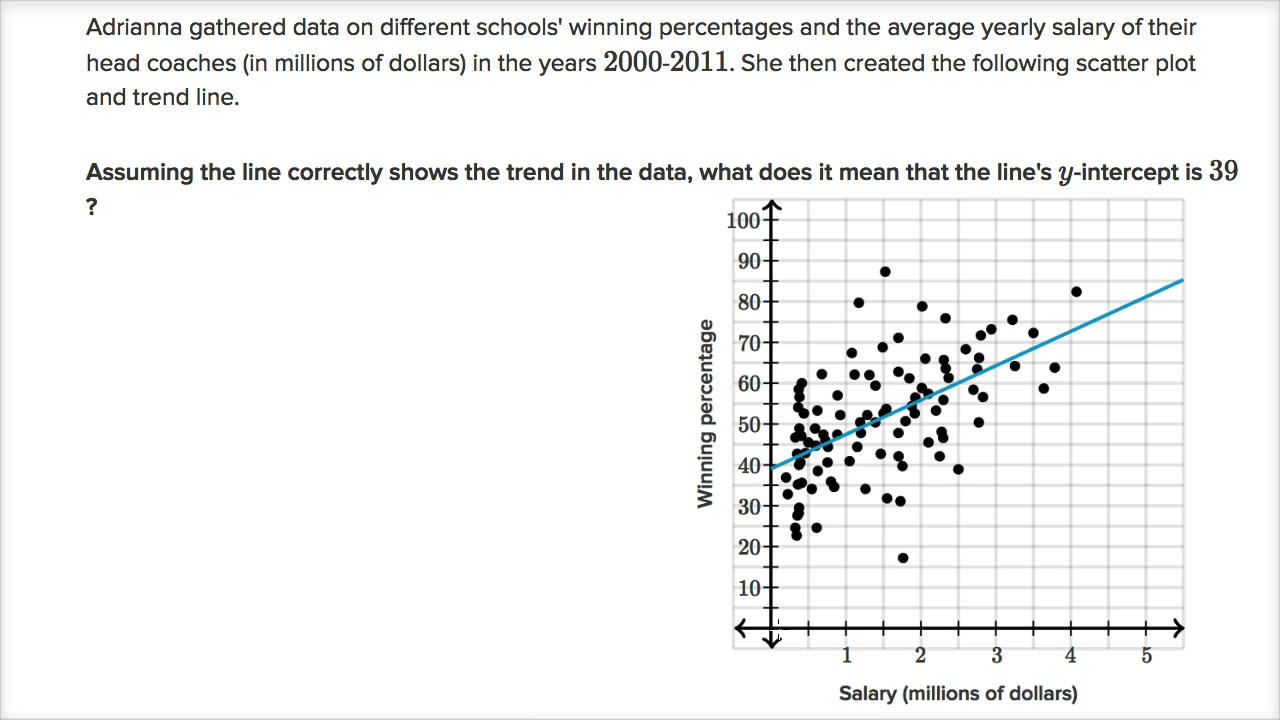 Adrianna gathered data on different schools' winning percentages and the average yearly salary of their
head coaches (in millions of dollars) in the years 2000-2011. She then created the following scatter plot
and trend line.
Assuming the line correctly shows the trend in the data, what does it mean that the line's y-intercept is 39
?
100
90
80
70
60
50
40
30
20
10
Winning percentage
1 2 3 4 5
Salary (millions of dollars)